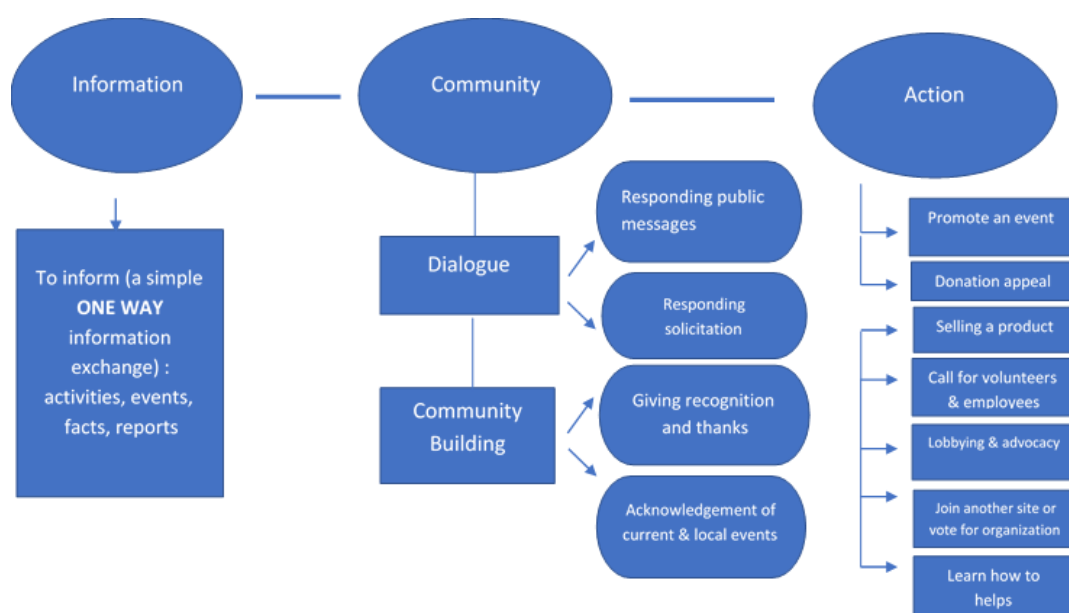 Information
To inform (a simple
ONE WAY
information
exchange) :
activities, events,
facts, reports
Community
Dialogue
Responding public
messages
Responding
solicitation
Community
Building
Giving recognition
and thanks
Acknowledgement of
current & local events
Action
Promote an event
Donation appeal
Selling a product
Call for volunteers
& employees
Lobbying & advocacy
Join another site or
vote for organization
Learn how to
helps